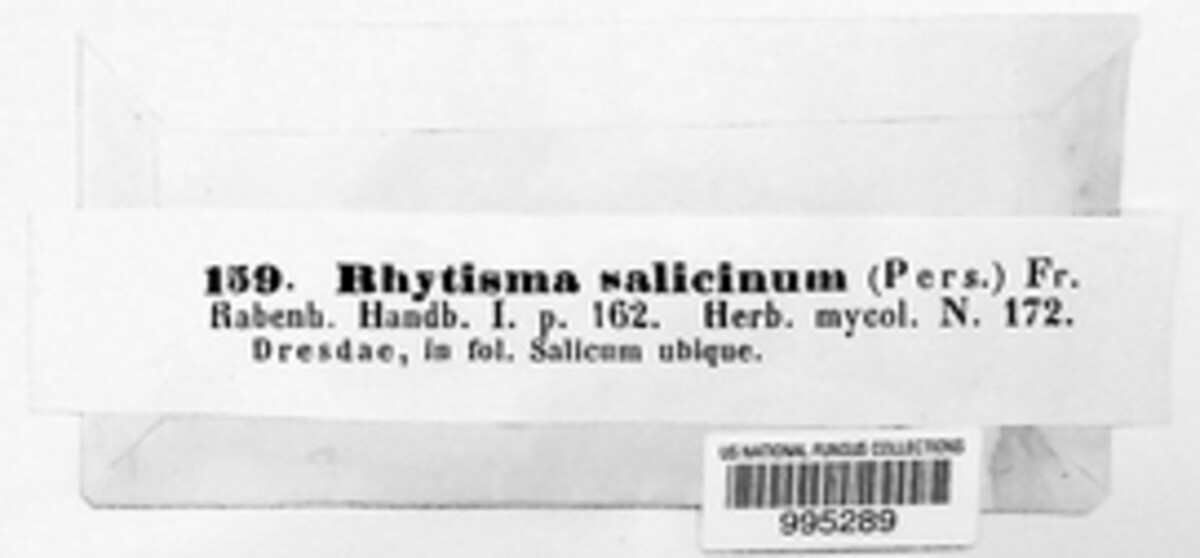 159. Rhytisma salicinum (Pers.) Fr.
Rabenh. Handb. I. p. 162. Herb. mycol. N. 172.
Dresdae, in fol. Salicum ubique.
US NATIONAL FUNGUS COLLECTIONS
995289